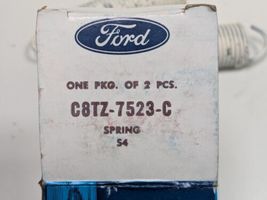 Ford
ONE PKG. OF 2 PCS.
C8TZ-7523-C
SPRING
S4